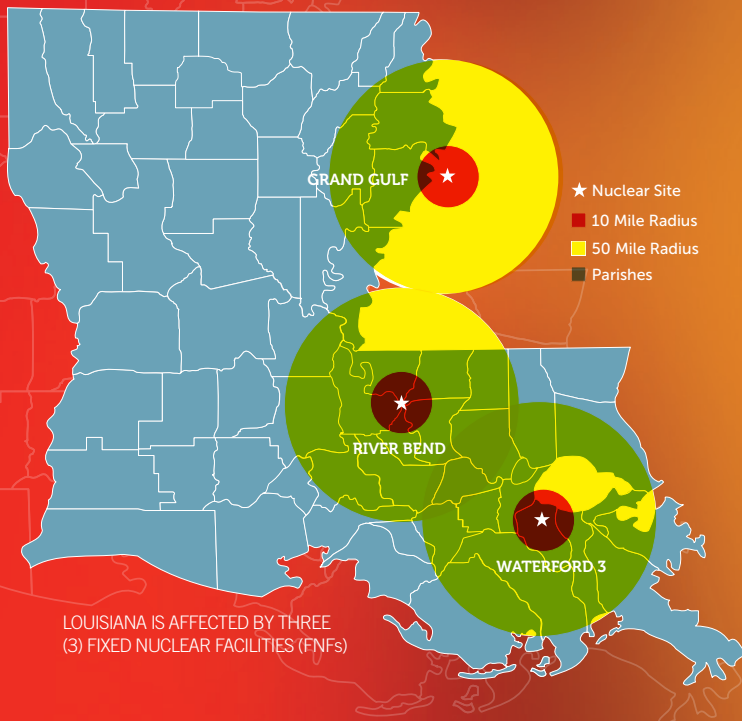 GRAND GULF
Nuclear Site
10 Mile Radius
50 Mile Radius
Parishes
RIVER BEND
WATERFORD 3
LOUISIANA IS AFFECTED BY THREE
(3) FIXED NUCLEAR FACILITIES (FNFs)